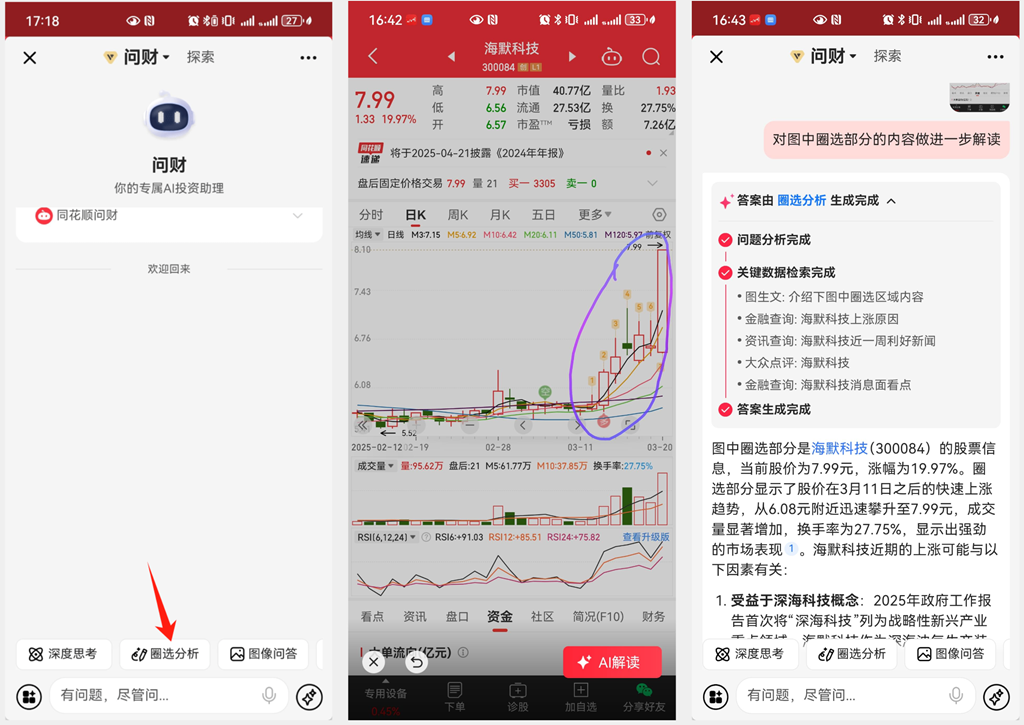 17:18
27
问财
探索
问财
你的专属AI投资助理
同花顺问财
欢迎回来
深度思考
圈选分析
图像问答
有问题，尽管问...
16:42
33
海默科技
300084 创 L1
7.99
1.33 19.97%
高 7.99 市值 40.77亿 量比 1.93
低 6.56 流通 27.53亿 换 27.75%
开 6.57 市盈TTM 亏损 额 7.26亿
同花顺
速递
将于2025-04-21披露《2024年年报》
盘后固定价格交易 7.99 量 21 买一 3305 卖一 0
分时 日K 周K 月K 五日 更多
均线 日线 M3:7.15 M5:6.92 M10:6.42 M20:6.11 M50:5.81 M120:5.97 前复权
8.10
7.99
7.43
6.76
6.08
5.52
2025-02-12 02-19 02-28 03-11 03-20
成交量 量:95.62万 盘后:21 M5:61.77万 M10:37.85万 换手率:27.75%
RSI(6,12,24) RSI6:+91.03 RSI12:+85.51 RSI24:+75.82 查看升级版
看点 资讯 盘口 资金 社区 简况(F10) 财务
AI解读
专用设备
0.45%
下单
诊股
加自选
分享好友
16:43
32
问财
探索
对图中圈选部分的内容做进一步解读
答案由 圈选分析 生成完成
问题分析完成
关键数据检索完成
• 图生文: 介绍下图中圈选区域内容
• 金融查询: 海默科技上涨原因
• 资讯查询: 海默科技近一周利好新闻
• 大众点评: 海默科技
• 金融查询: 海默科技消息面看点
答案生成完成
图中圈选部分是海默科技(300084) 的股票信
息，当前股价为7.99元，涨幅为19.97%。圈
选部分显示了股价在3月11日之后的快速上涨
趋势，从6.08元附近迅速攀升至7.99元，成交
量显著增加，换手率为27.75%，显示出强劲
的市场表现 1 。海默科技近期的上涨可能与以
下因素有关：
1. 受益于深海科技概念：2025年政府工作报
告首次将“深海科技”列为战略性新兴产业
深度思考
圈选分析
图像问答
有问题，尽管问...